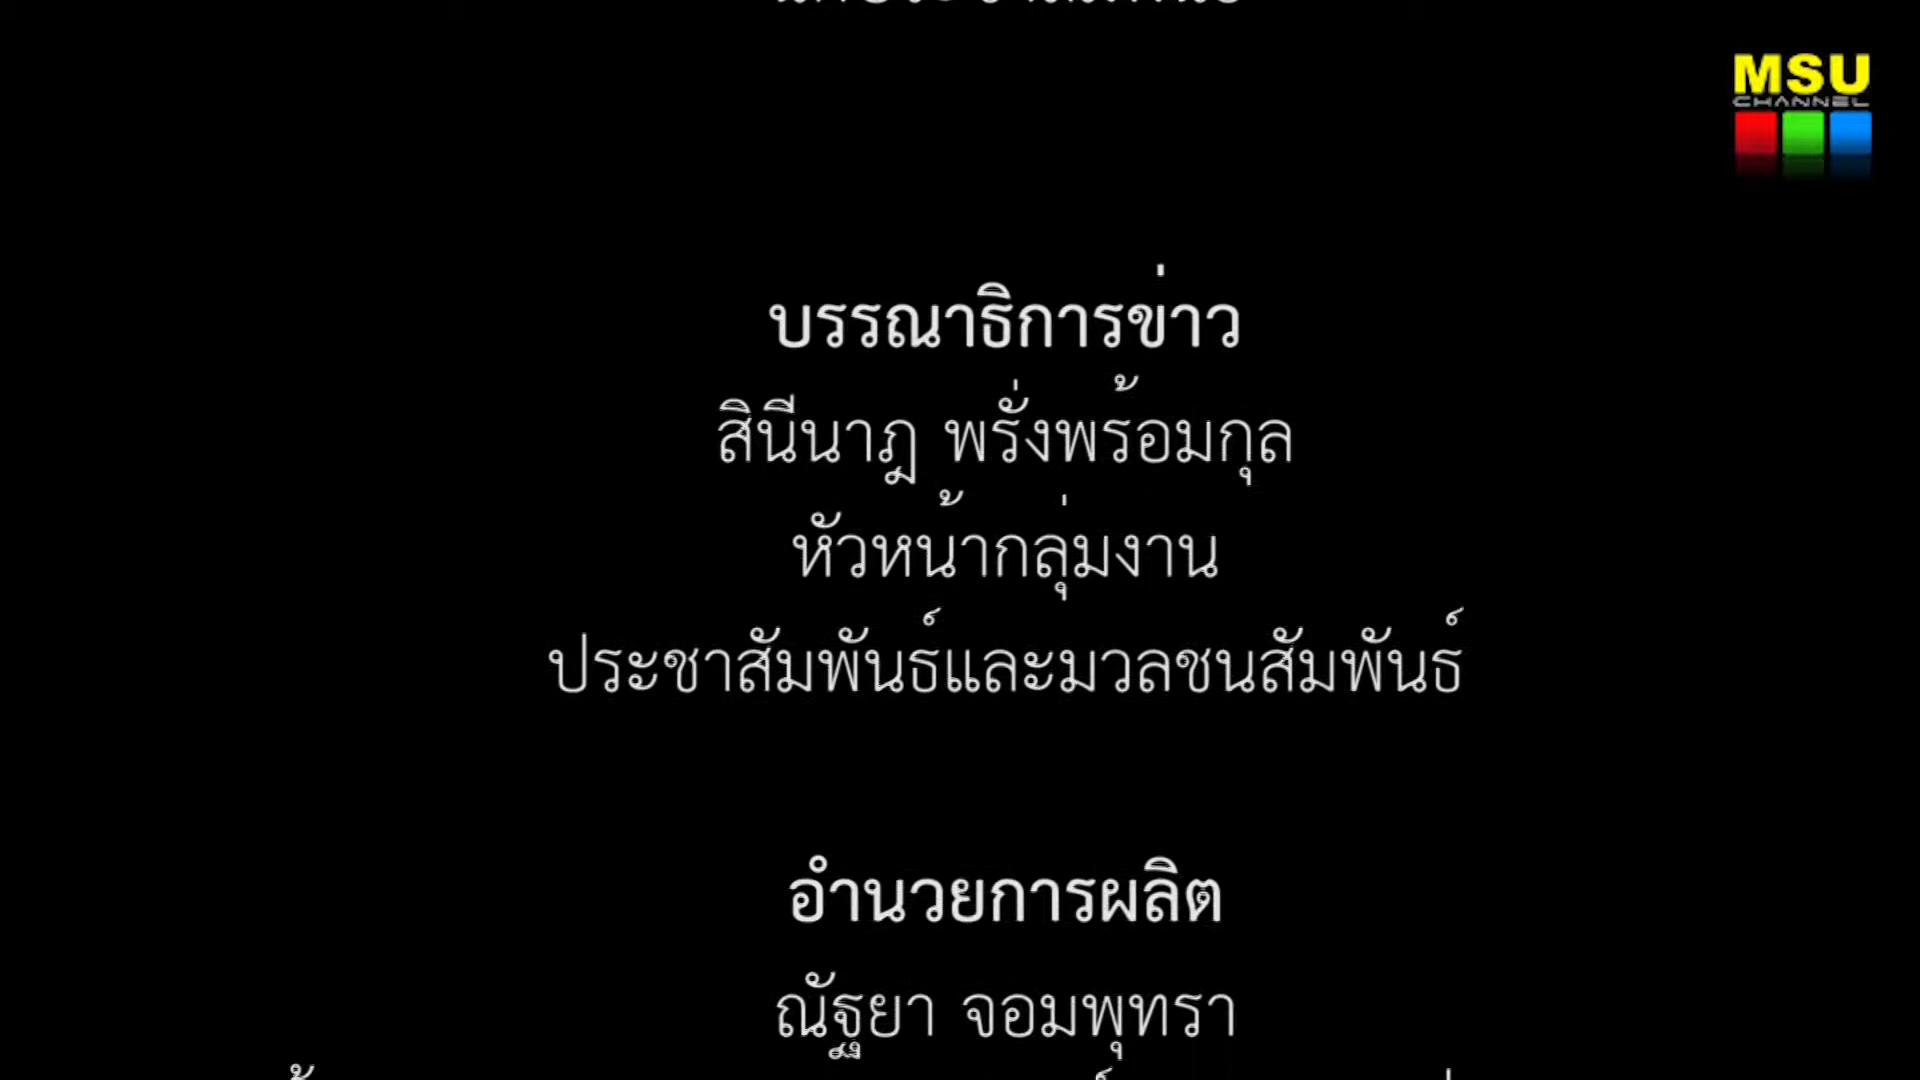 MSU
CHANNEL
บรรณาธิการข่าว
สินีนาฎ พรั่งพร้อมกุล
หัวหน้ากลุ่มงาน
ประชาสัมพันธ์และมวลชนสัมพันธ์
อำนวยการผลิต
ณัฐยา จอมพุทรา